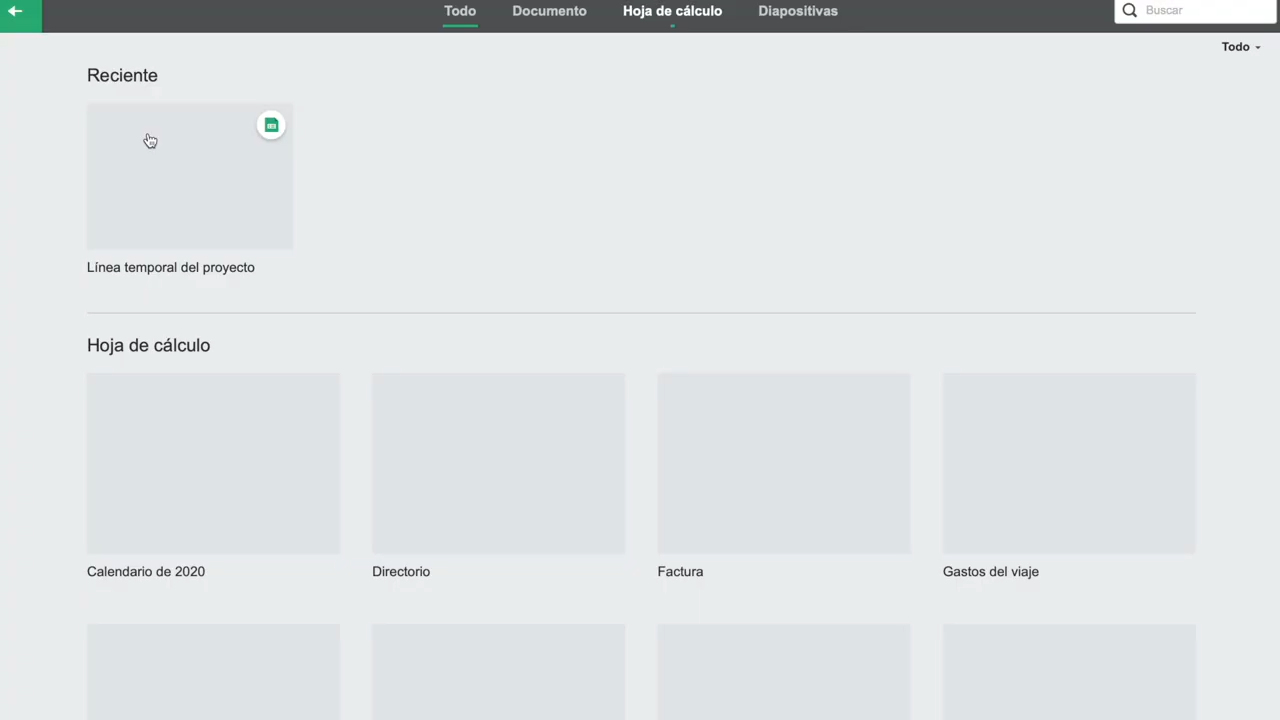 Todo Documento Hoja de cálculo Diapositivas Buscar
Todo
Reciente
Línea temporal del proyecto
Hoja de cálculo
Calendario de 2020 Directorio Factura Gastos del viaje